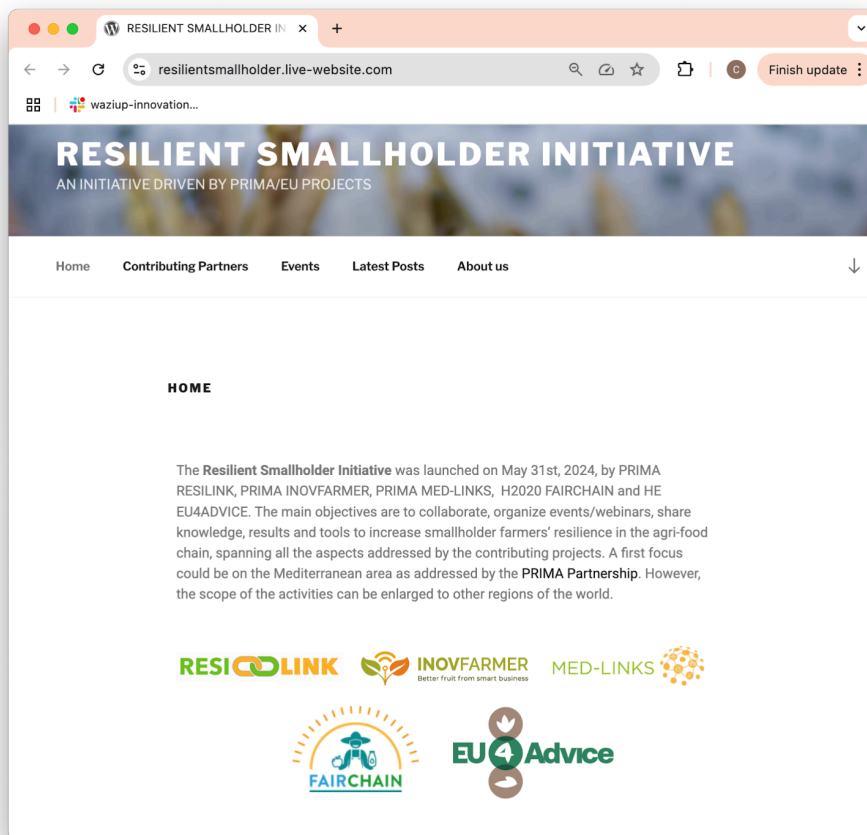 RESILIENT SMALLHOLDER IN
resilientsmallholder.live-website.com
C
Finish update
waziup-innovation...
RESILIENT SMALLHOLDER INITIATIVE
AN INITIATIVE DRIVEN BY PRIMA/EU PROJECTS
Home Contributing Partners Events Latest Posts About us
HOME
The Resilient Smallholder Initiative was launched on May 31st, 2024, by PRIMA
RESILINK, PRIMA INOVFARMER, PRIMA MED-LINKS, H2020 FAIRCHAIN and HE
EU4ADVICE. The main objectives are to collaborate, organize events/webinars, share
knowledge, results and tools to increase smallholder farmers' resilience in the agri-food
chain, spanning all the aspects addressed by the contributing projects. A first focus
could be on the Mediterranean area as addressed by the PRIMA Partnership. However,
the scope of the activities can be enlarged to other regions of the world.
RESILINK INOVFARMER MED-LINKS
Better fruit from smart business
FAIRCHAIN EU4Advice